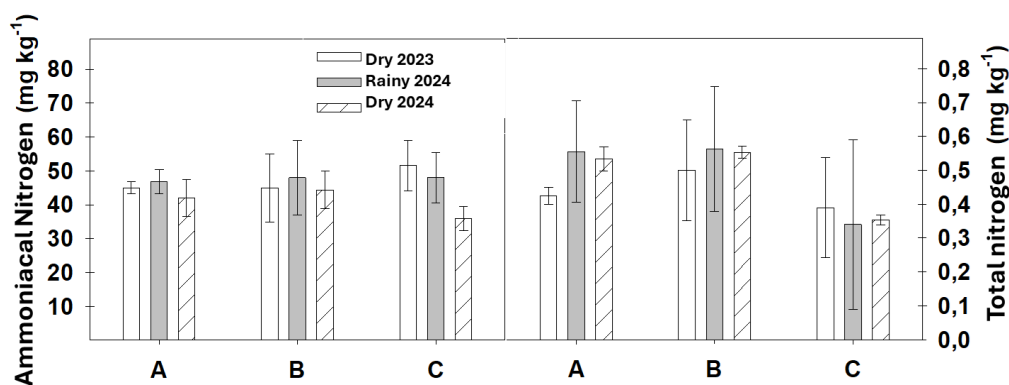 Ammoniacal Nitrogen (mg kg-1)
80
70
60
50
40
30
20
10
Dry 2023
Rainy 2024
Dry 2024
A
B
C
A
B
C
0,8
0,7
0,6
0,5
0,4
0,3
0,2
0,1
0,0
Total nitrogen (mg kg-1)